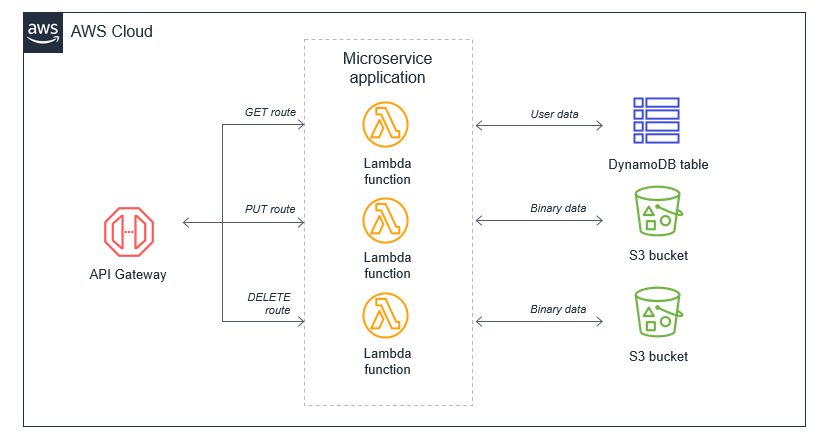 aws
AWS Cloud
Microservice
application
GET route
Lambda
function
User data
DynamoDB table
API Gateway
PUT route
Lambda
function
Binary data
S3 bucket
DELETE
route
Lambda
function
Binary data
S3 bucket